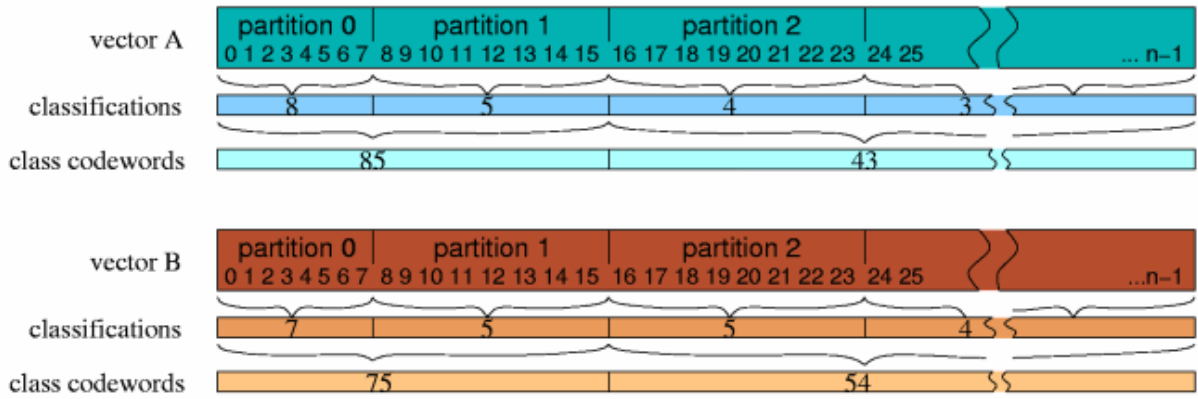 partition 0 partition 1 partition 2
vector A
0 1 2 3 4 5 6 7 8 9 10 11 12 13 14 15 16 17 18 19 20 21 22 23 24 25 ... n−1
classifications 8 5 4 3
class codewords 85 43
partition 0 partition 1 partition 2
vector B
0 1 2 3 4 5 6 7 8 9 10 11 12 13 14 15 16 17 18 19 20 21 22 23 24 25 ...n−1
classifications 7 5 5 4
class codewords 75 54